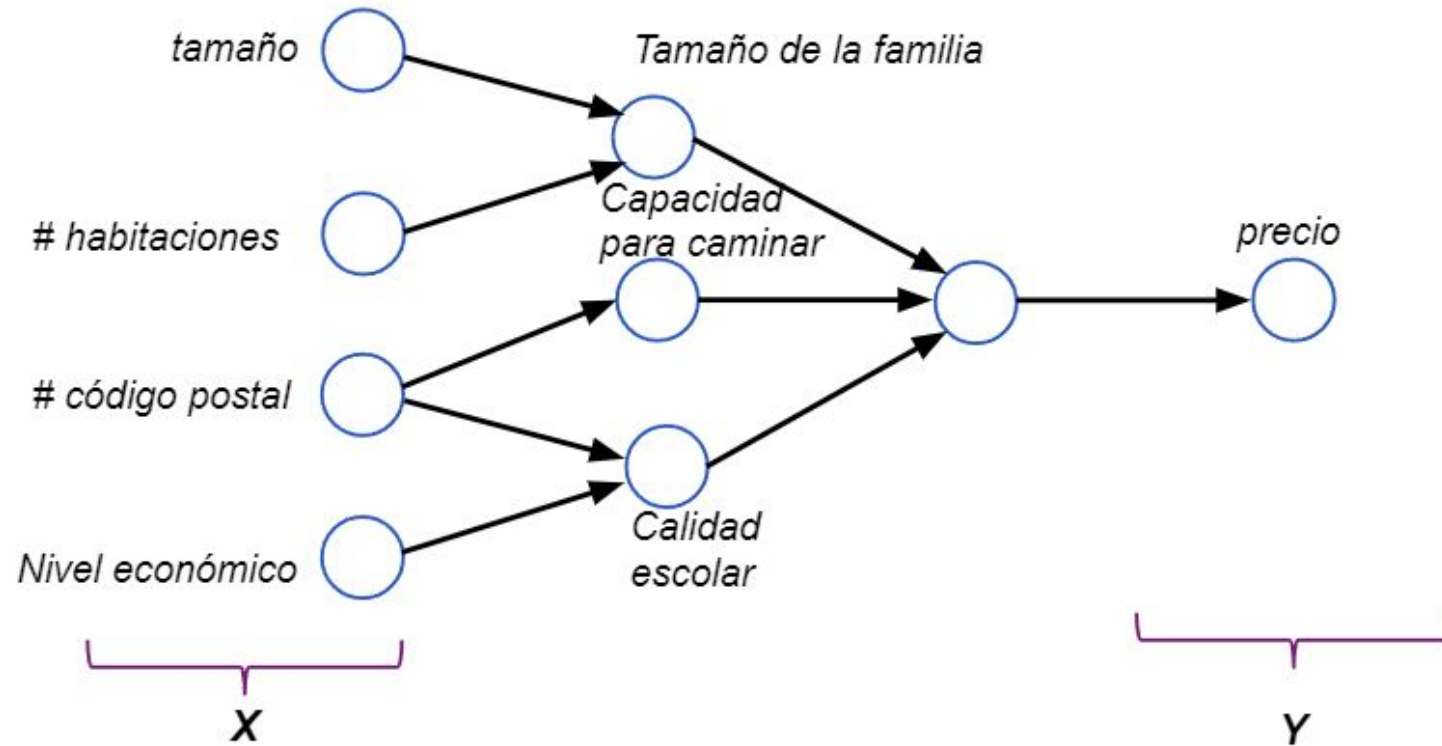 tamaño
Tamaño de la familia
# habitaciones
Capacidad
para caminar
precio
# código postal
Nivel económico
Calidad
escolar
X
Y